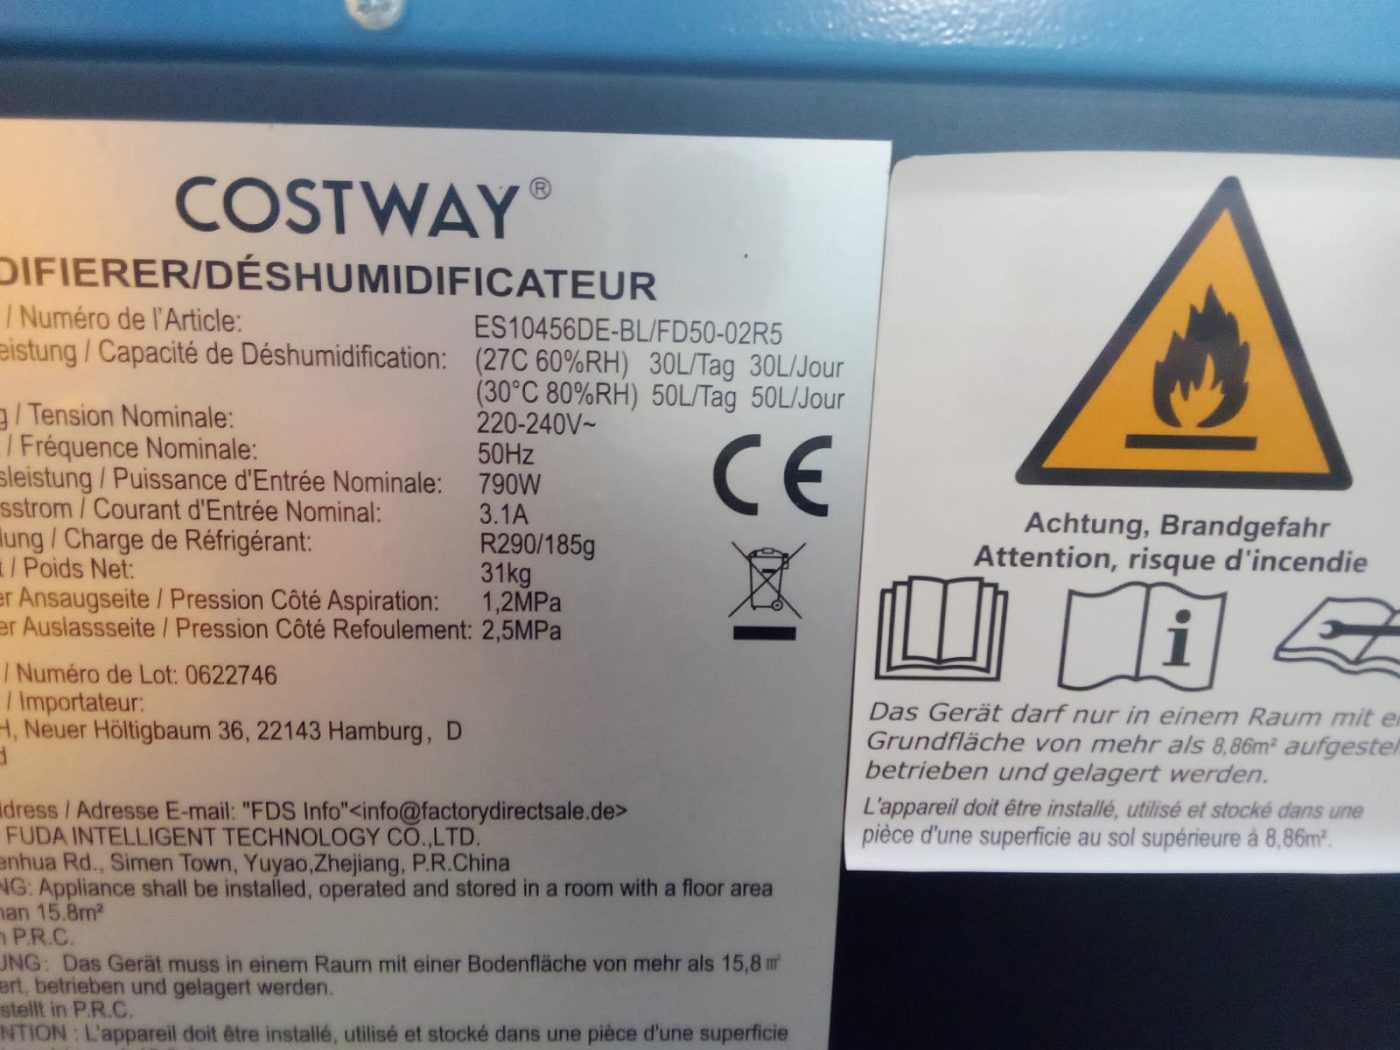 COSTWAY®
DIFIERER/DÉSHUMIDIFICATEUR
/ Numéro de l'Article: ES10456DE-BL/FD50-02R5
eistung / Capacité de Déshumidification: (27C 60%RH) 30L/Tag 30L/Jour
(30°C 80%RH) 50L/Tag 50L/Jour
g / Tension Nominale: 220-240V~
/ Fréquence Nominale: 50Hz
sleistung / Puissance d'Entrée Nominale: 790W
sstrom / Courant d'Entrée Nominal: 3.1A
lung / Charge de Réfrigérant: R290/185g
t / Poids Net: 31kg
er Ansaugseite / Pression Côté Aspiration: 1,2MPa
er Auslassseite / Pression Côté Refoulement: 2,5MPa
CE
/ Numéro de Lot: 0622746
/ Importateur:
H, Neuer Höltigbaum 36, 22143 Hamburg, D
d
ddress / Adresse E-mail: "FDS Info"<info@factorydirectsale.de>
FUDA INTELLIGENT TECHNOLOGY CO.,LTD.
enhua Rd., Simen Town, Yuyao,Zhejiang, P.R.China
NG: Appliance shall be installed, operated and stored in a room with a floor area
han 15.8m²
n P.R.C.
UNG: Das Gerät muss in einem Raum mit einer Bodenfläche von mehr als 15,8㎡
ert, betrieben und gelagert werden.
stellt in P.R.C.
NTION : L'appareil doit être installé, utilisé et stocké dans une pièce d'une superficie
Achtung, Brandgefahr
Attention, risque d'incendie
i
Das Gerät darf nur in einem Raum mit ei
Grundfläche von mehr als 8,86m² aufgestel
betrieben und gelagert werden.
L'appareil doit être installé, utilisé et stocké dans une
pièce d'une superficie au sol supérieure à 8,86m².